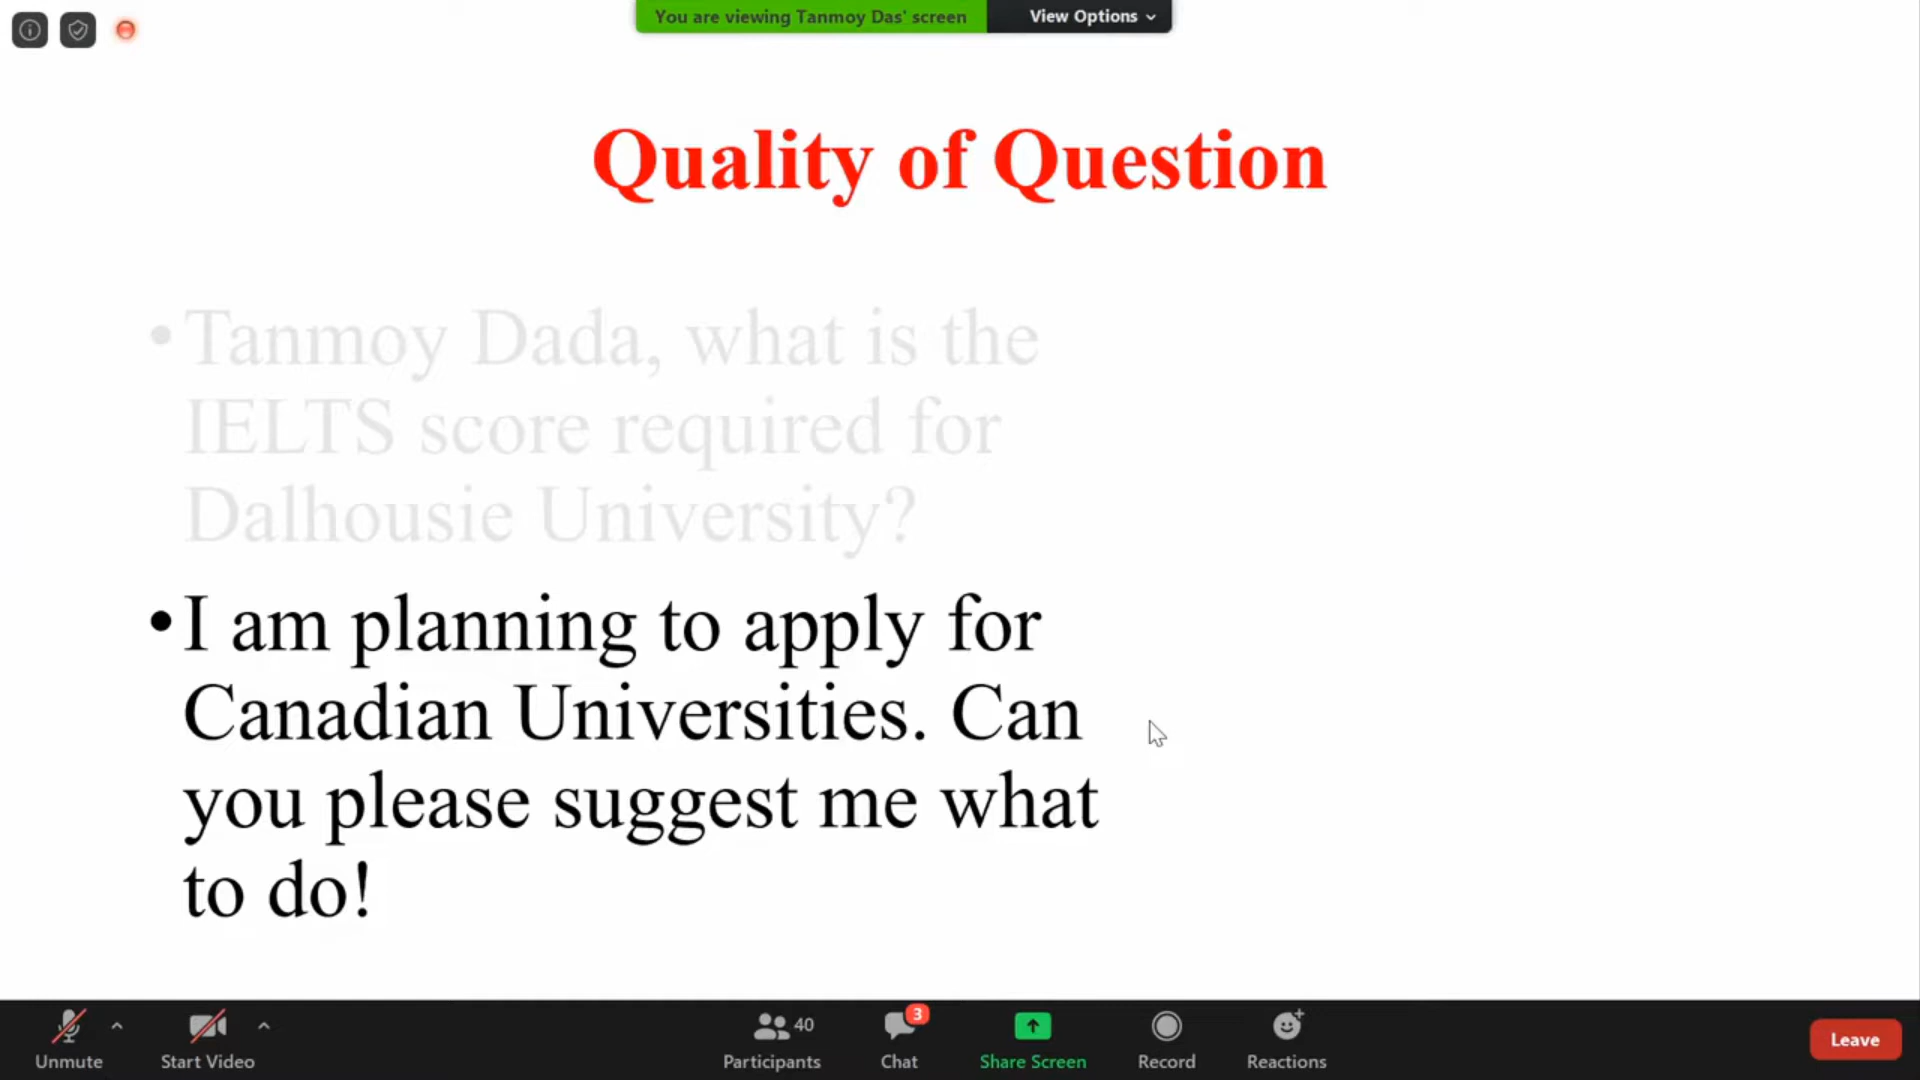 You are viewing Tanmoy Das' screen
View Options
Quality of Question
• Tanmoy Dada, what is the
IELTS score required for
Dalhousie University?
• I am planning to apply for
Canadian Universities. Can
you please suggest me what
to do!
Unmute
Start Video
40
Participants
3
Chat
Share Screen
Record
Reactions
Leave